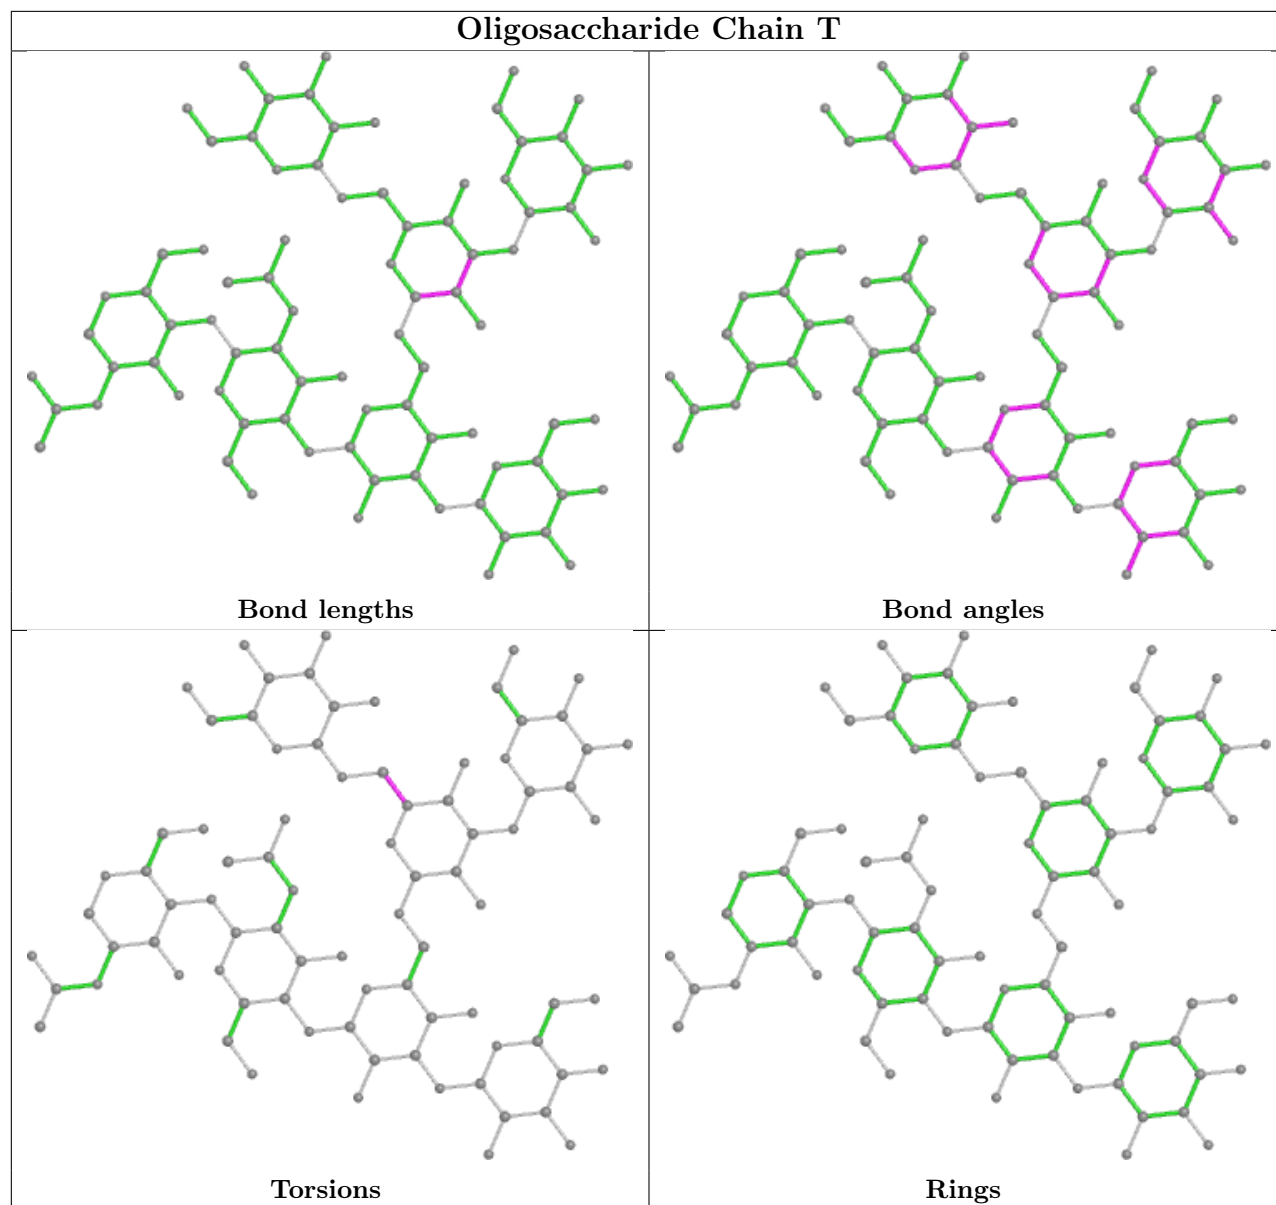 Oligosaccharide Chain T
Bond lengths
Bond angles
Torsions
Rings